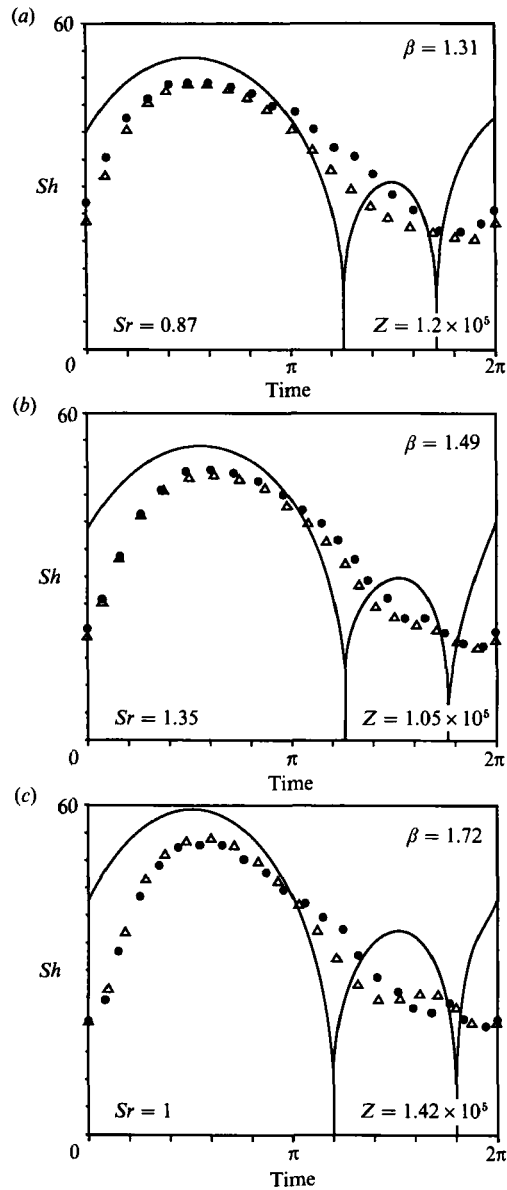 (a)
60
β = 1.31
Sh
Sr = 0.87
Z = 1.2 × 10⁵
0
π
2π
Time
(b)
60
β = 1.49
Sh
Sr = 1.35
Z = 1.05 × 10⁵
0
π
2π
Time
(c)
60
β = 1.72
Sh
Sr = 1
Z = 1.42 × 10⁵
0
π
2π
Time